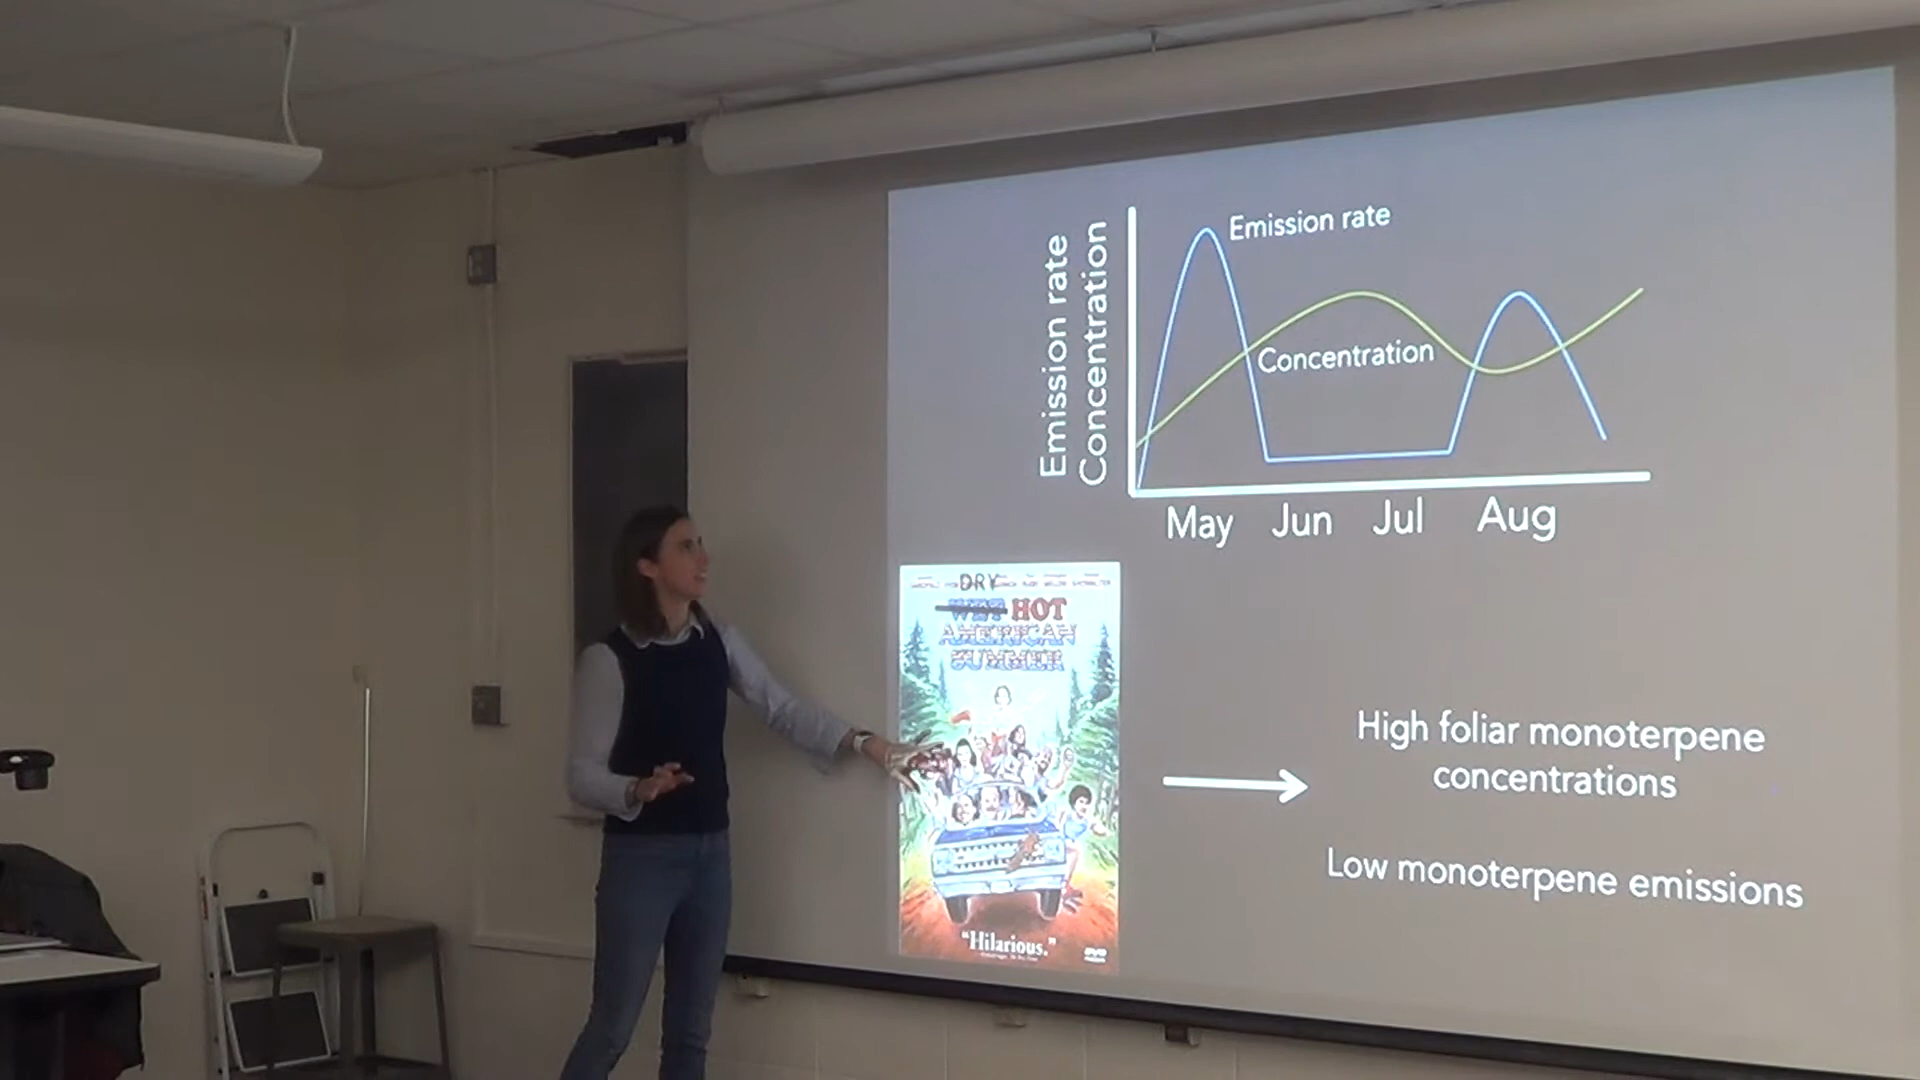 Emission rate
Concentration
Emission rate
Concentration
May Jun Jul Aug
DRY
WET HOT
AMERICAN
SUMMER
"Hilarious."
High foliar monoterpene
concentrations
Low monoterpene emissions